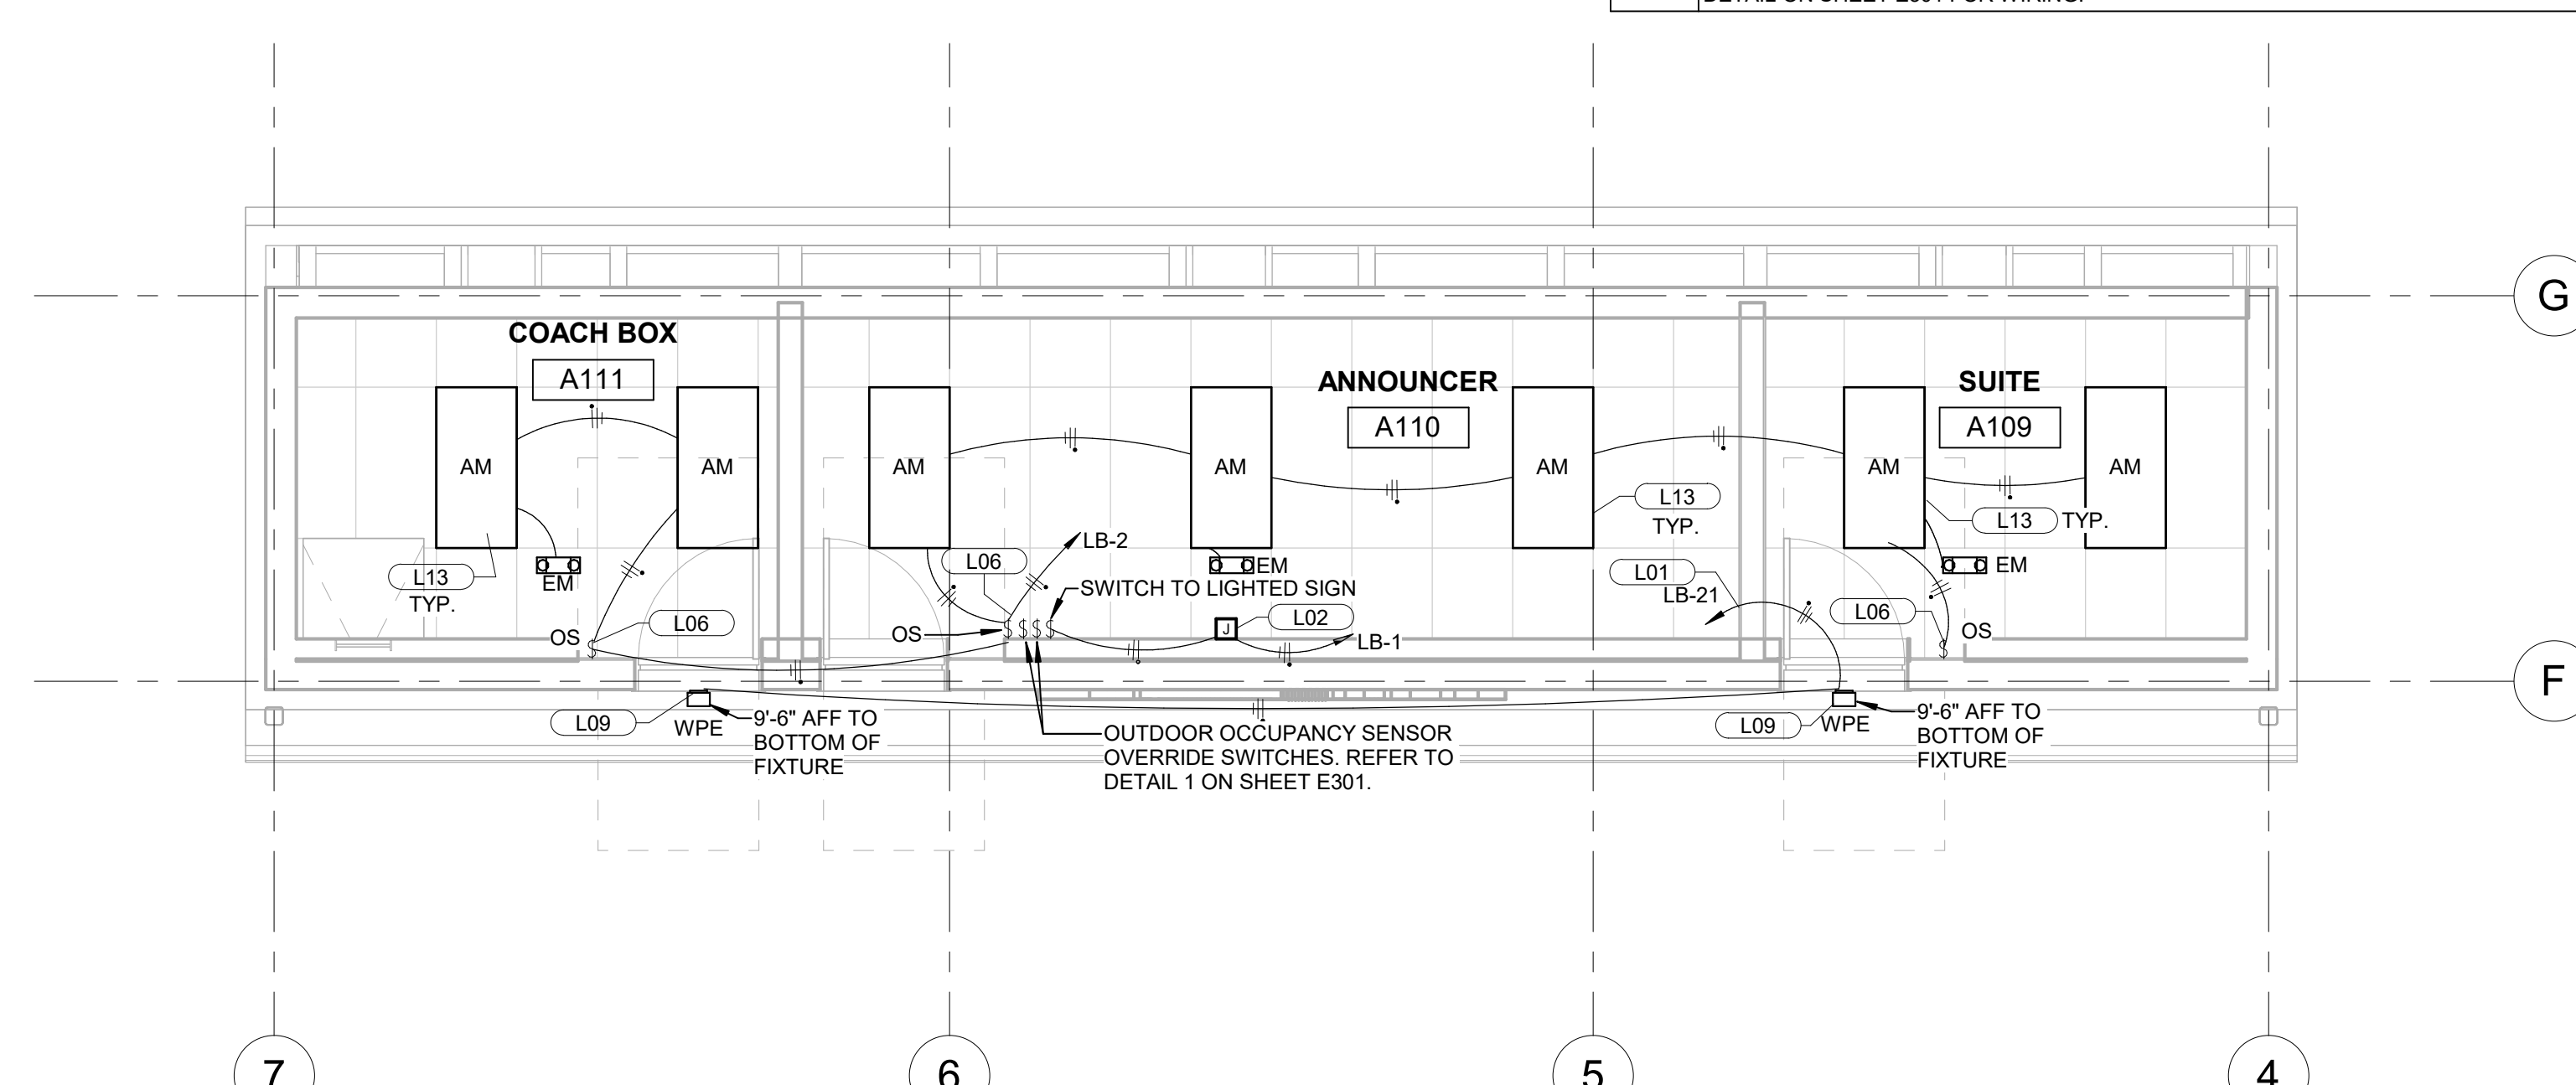 G
COACH BOX
A111
ANNOUNCER
A110
SUITE
A109
AM
AM
AM
AM
AM
AM
AM
L13
TYP.
L13
TYP.
L13
TYP.
EM
EM
EM
L06
LB-2
SWITCH TO LIGHTED SIGN
L01
LB-21
L06
OS
L06
OS
J
L02
LB-1
OS
F
L09
WPE
9'-6" AFF TO
BOTTOM OF
FIXTURE
OUTDOOR OCCUPANCY SENSOR
OVERRIDE SWITCHES. REFER TO
DETAIL 1 ON SHEET E301.
L09
WPE
9'-6" AFF TO
BOTTOM OF
FIXTURE
7
6
5
4